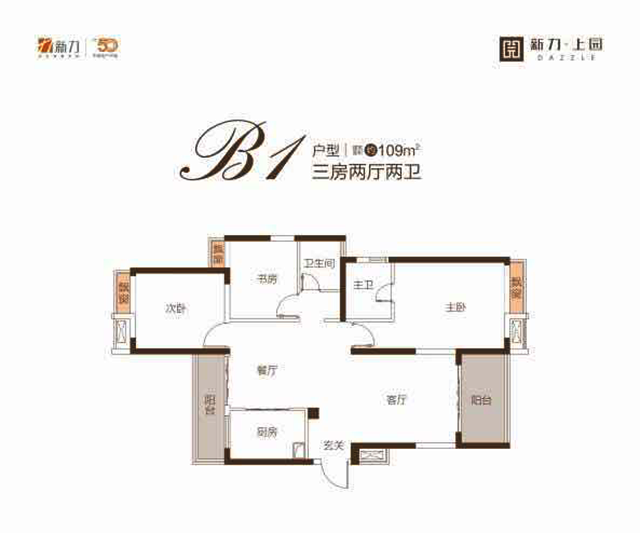 新力
50
新力·上园
DAZZLE
B1
户型 约109m²
三房两厅两卫
飘窗
书房
卫生间
主卫
主卧
飘窗
飘窗
次卧
餐厅
客厅
阳台
阳台
厨房
玄关